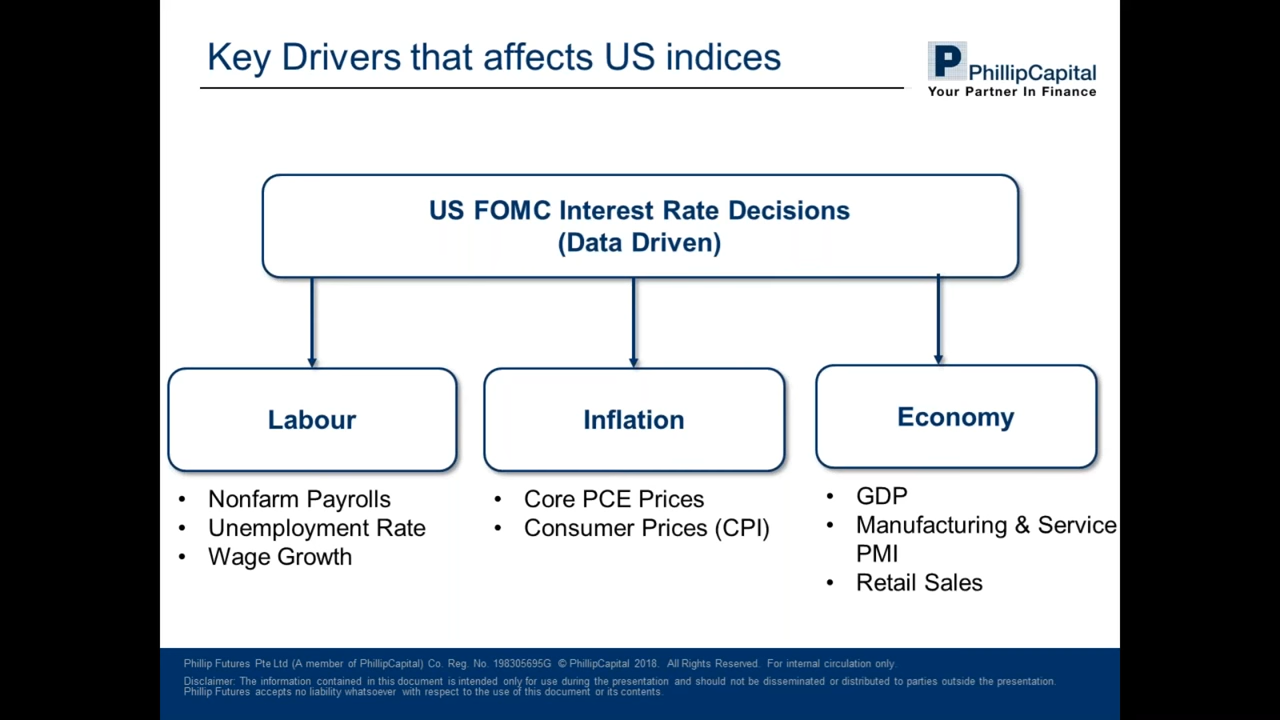 Key Drivers that affects US indices
P
PhillipCapital
Your Partner In Finance
US FOMC Interest Rate Decisions
(Data Driven)
Labour
• Nonfarm Payrolls
• Unemployment Rate
• Wage Growth
Inflation
• Core PCE Prices
• Consumer Prices (CPI)
Economy
• GDP
• Manufacturing & Service
PMI
• Retail Sales
Phillip Futures Pte Ltd (A member of PhillipCapital) Co. Reg. No. 198305695G © PhillipCapital 2018. All Rights Reserved. For internal circulation only.
Disclaimer: The information contained in this document is intended only for use during the presentation and should not be disseminated or distributed to parties outside the presentation.
Phillip Futures accepts no liability whatsoever with respect to the use of this document or its contents.